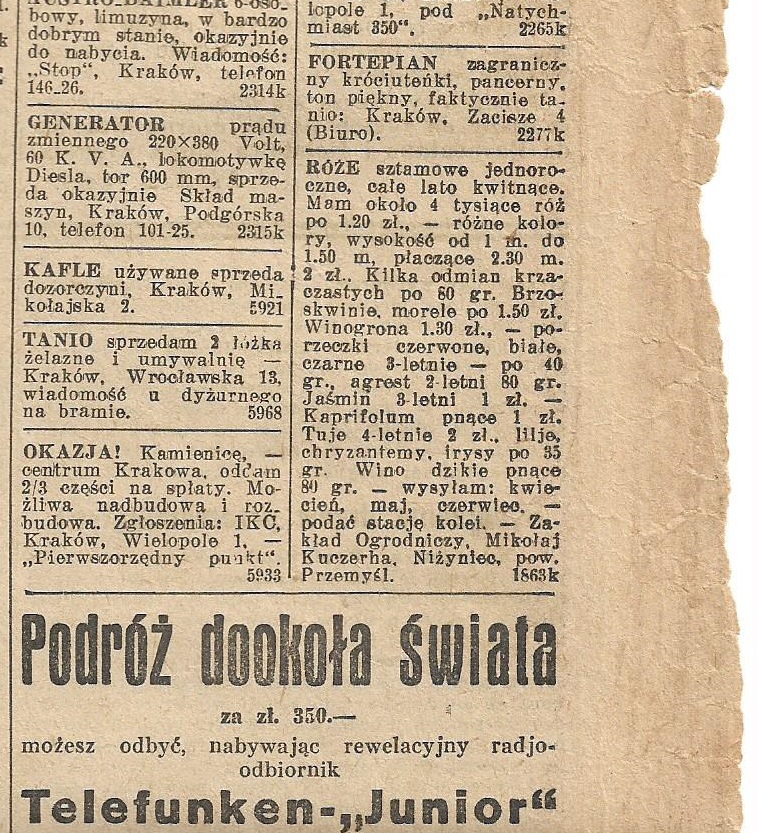 AUSTRO-DAIMLER 6-oso-
bowy, limuzyna, w bardzo
dobrym stanie, okazyjnie
do nabycia. Wiadomość:
„Stop“, Kraków, telefon
146-26. 2314k
GENERATOR prądu
zmiennego 220×380 Volt,
60 K. V. A., lokomotywkę
Diesla, tor 600 mm, sprze-
da okazyjnie Skład ma-
szyn, Kraków, Podgórska
10, telefon 101-25. 2315k
KAFLE używane sprzeda
dozorczyni, Kraków, Mi-
kołajska 2. 5921
TANIO sprzedam 2 łóżka
żelazne i umywalnię —
Kraków, Wrocławska 13,
wiadomość u dyżurnego
na bramie. 5968
OKAZJA! Kamienicę, —
centrum Krakowa, oddam
2/3 części na spłaty. Mo-
żliwa nadbudowa i roz-
budowa. Zgłoszenia: IKC,
Kraków, Wielopole 1, —
„Pierwszorzędny punkt“.
5933
lopole 1, pod „Natych-
miast 350“. 2265k
FORTEPIAN zagranicz-
ny króciuteńki, pancerny,
ton piękny, faktycznie ta-
nio: Kraków, Zacisze 4
(Biuro). 2277k
RÓŻE sztamowe jednoro-
czne, całe lato kwitnące.
Mam około 4 tysiące róż
po 1.20 zł., — różne kolo-
ry, wysokość od 1 m. do
1.50 m, płaczące 2.30 m.
2 zł. Kilka odmian krza-
czastych po 80 gr. Brzo-
skwinie, morele po 1.50 zł.
Winogrona 1.30 zł., — po-
rzeczki czerwone, białe,
czarne 3-letnie — po 40
gr., agrest 2-letni 80 gr.
Jaśmin 3-letni 1 zł. —
Kaprifolum pnące 1 zł.
Tuje 4-letnie 2 zł., lilje,
chryzantemy, irysy po 35
gr. Wino dzikie pnące
80 gr. — wysyłam: kwie-
cień, maj, czerwiec. —
podać stację kolei. — Za-
kład Ogrodniczy, Mikołaj
Kuczerha, Niżyniec, pow.
Przemyśl. 1863k
Podróż dookoła świata
za zł. 350.—
możesz odbyć, nabywając rewelacyjny radjo-
odbiornik
Telefunken-„Junior“